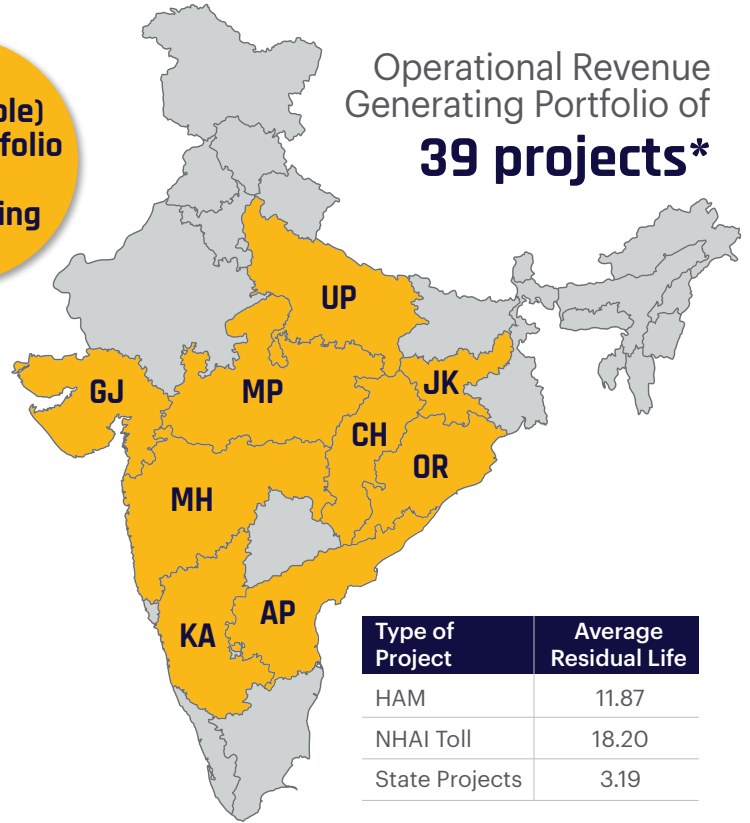 folio
ing
Operational Revenue
Generating Portfolio of
39 projects*
UP
GJ
MP
JK
CH
OR
MH
AP
KA
Type of Project Average Residual Life
HAM 11.87
NHAI Toll 18.20
State Projects 3.19